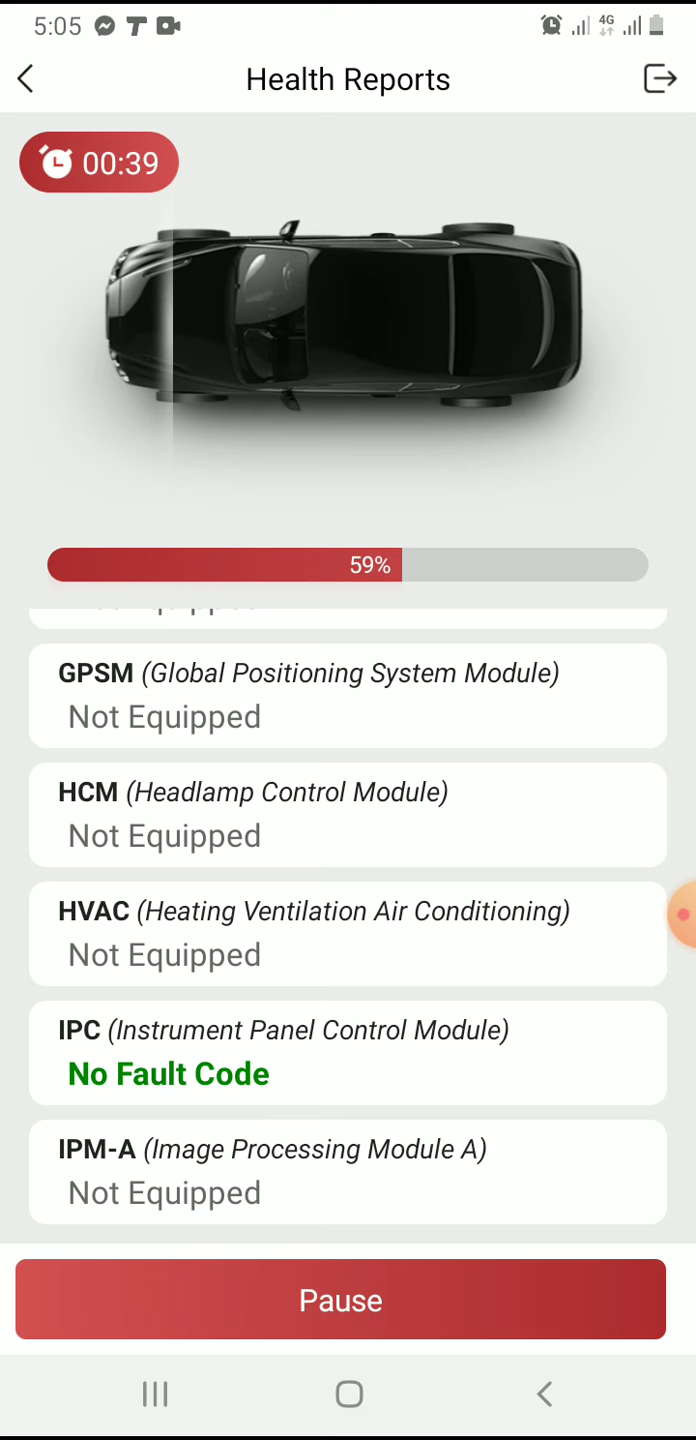 5:05
4G
Health Reports
00:39
59%
GPSM (Global Positioning System Module)
Not Equipped
HCM (Headlamp Control Module)
Not Equipped
HVAC (Heating Ventilation Air Conditioning)
Not Equipped
IPC (Instrument Panel Control Module)
No Fault Code
IPM-A (Image Processing Module A)
Not Equipped
Pause